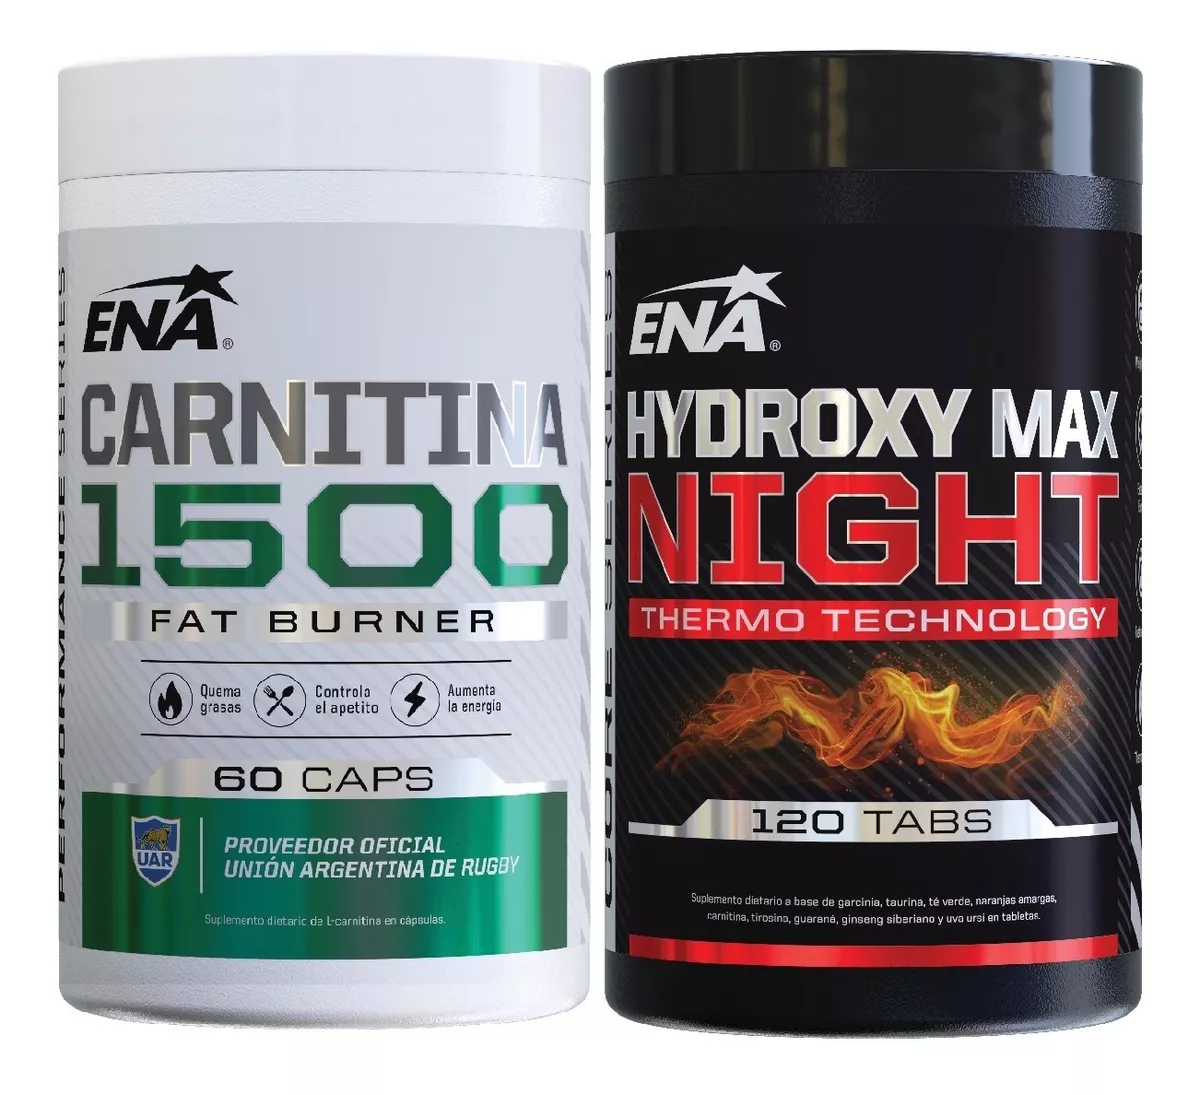 ENA®
CARNITINA
1500
FAT BURNER
Quema
grasas
Controla
el apetito
Aumenta
la energía
60 CAPS
UAR
PROVEEDOR OFICIAL
UNIÓN ARGENTINA DE RUGBY
Suplemento dietario de L-carnitina en cápsulas.
PERFORMANCE SERIES
ENA®
HYDROXY MAX
NIGHT
THERMO TECHNOLOGY
120 TABS
Suplemento dietario a base de garcinia, taurina, té verde, naranjas amargas,
carnitina, tirosina, guaraná, ginseng siberiano y uva ursi en tabletas.
CORE SERIES